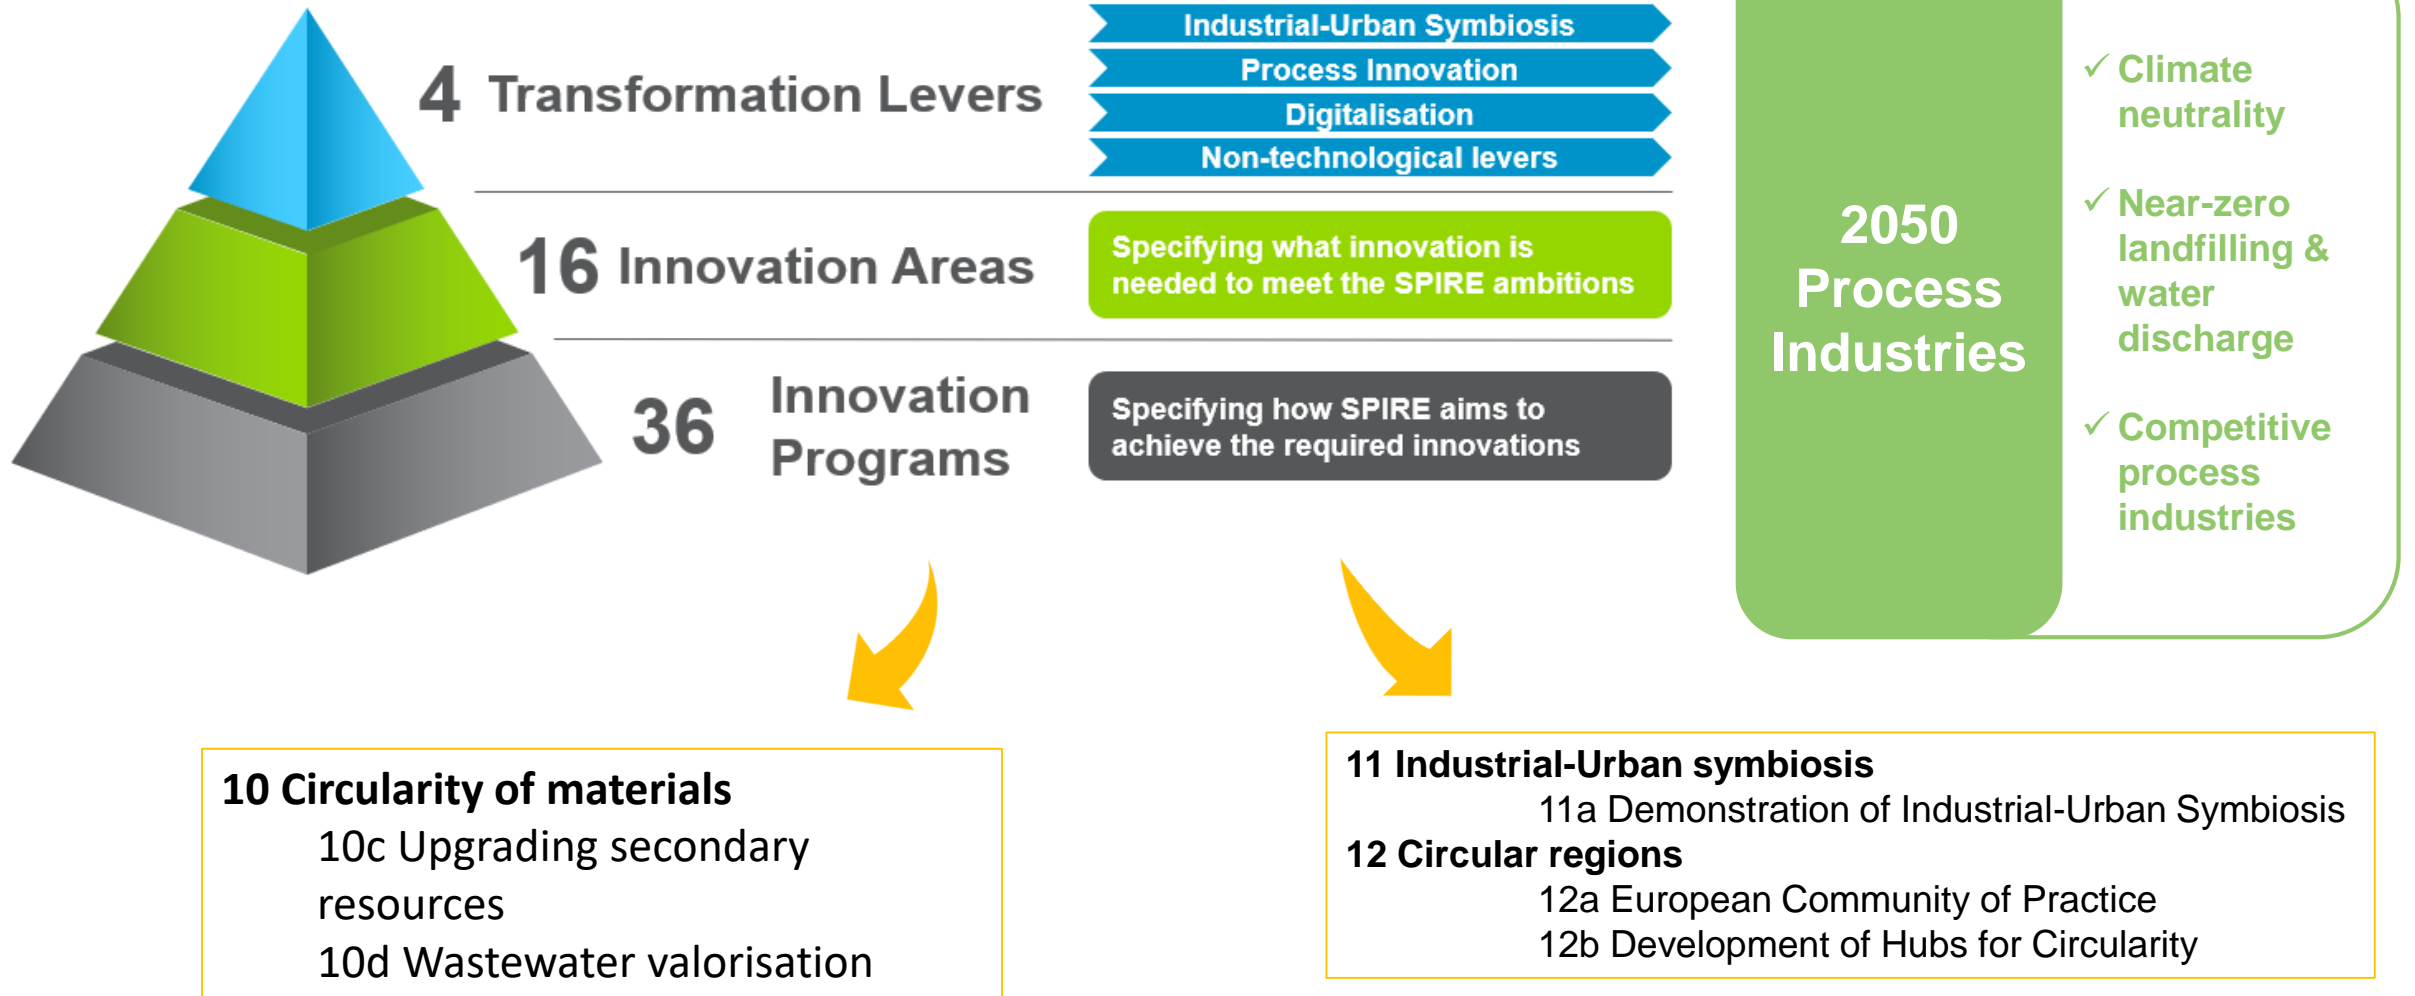 4 Transformation Levers
Industrial-Urban Symbiosis
Process Innovation
Digitalisation
Non-technological levers
16 Innovation Areas
Specifying what innovation is
needed to meet the SPIRE ambitions
36 Innovation
Programs
Specifying how SPIRE aims to
achieve the required innovations
2050
Process
Industries
✓ Climate
neutrality
✓ Near-zero
landfilling &
water
discharge
✓ Competitive
process
industries
10 Circularity of materials
10c Upgrading secondary
resources
10d Wastewater valorisation
11 Industrial-Urban symbiosis
11a Demonstration of Industrial-Urban Symbiosis
12 Circular regions
12a European Community of Practice
12b Development of Hubs for Circularity